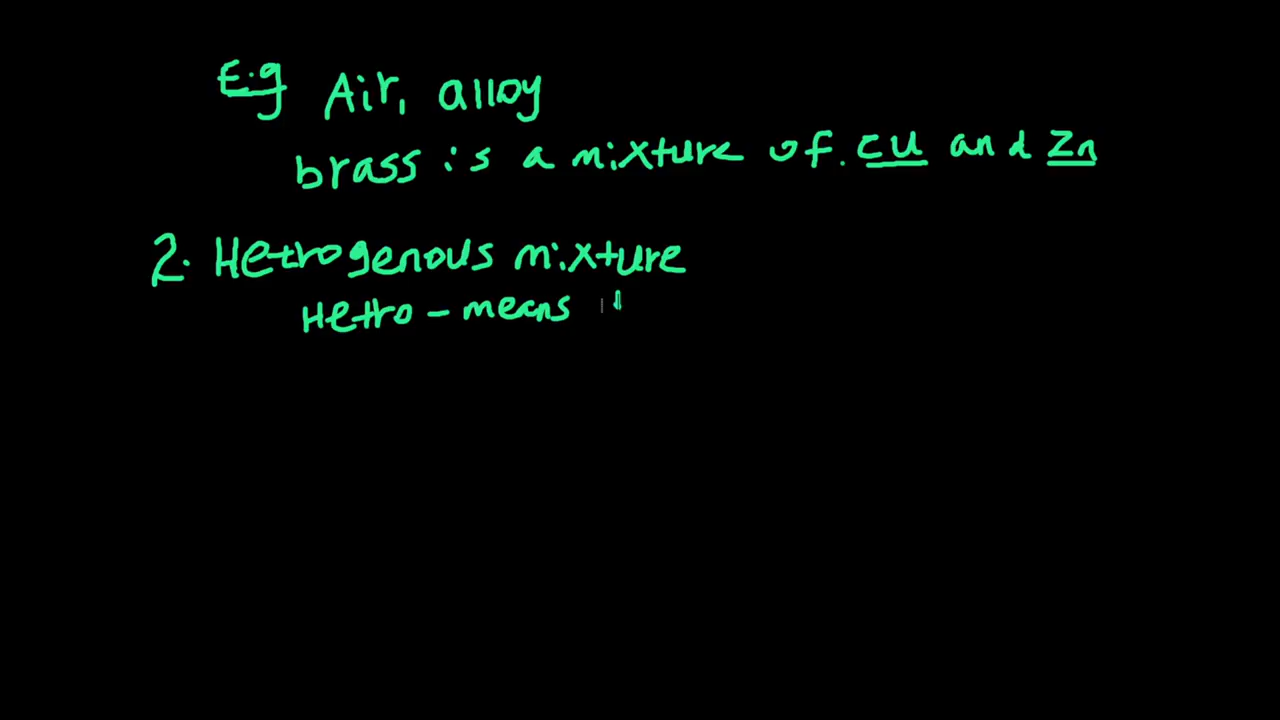 E.g Air, alloy
brass is a mixture of. cu and Zn
2. Hetrogenous mixture
Hetro - means